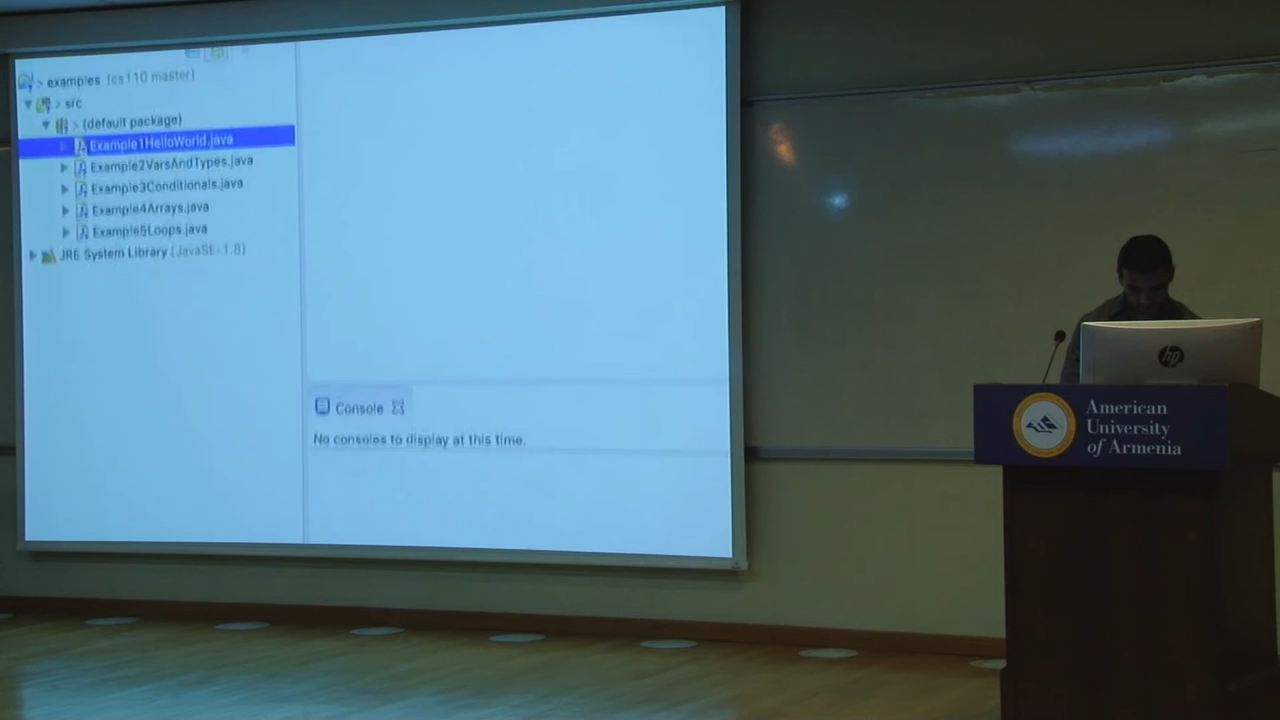 > examples (cs110 master)
> src
> (default package)
Example1HelloWorld.java
Example2VarsAndTypes.java
Example3Conditionals.java
Example4Arrays.java
Example5Loops.java
JRE System Library (JavaSE-1.8)
Console
No consoles to display at this time.
hp
American
University
of Armenia